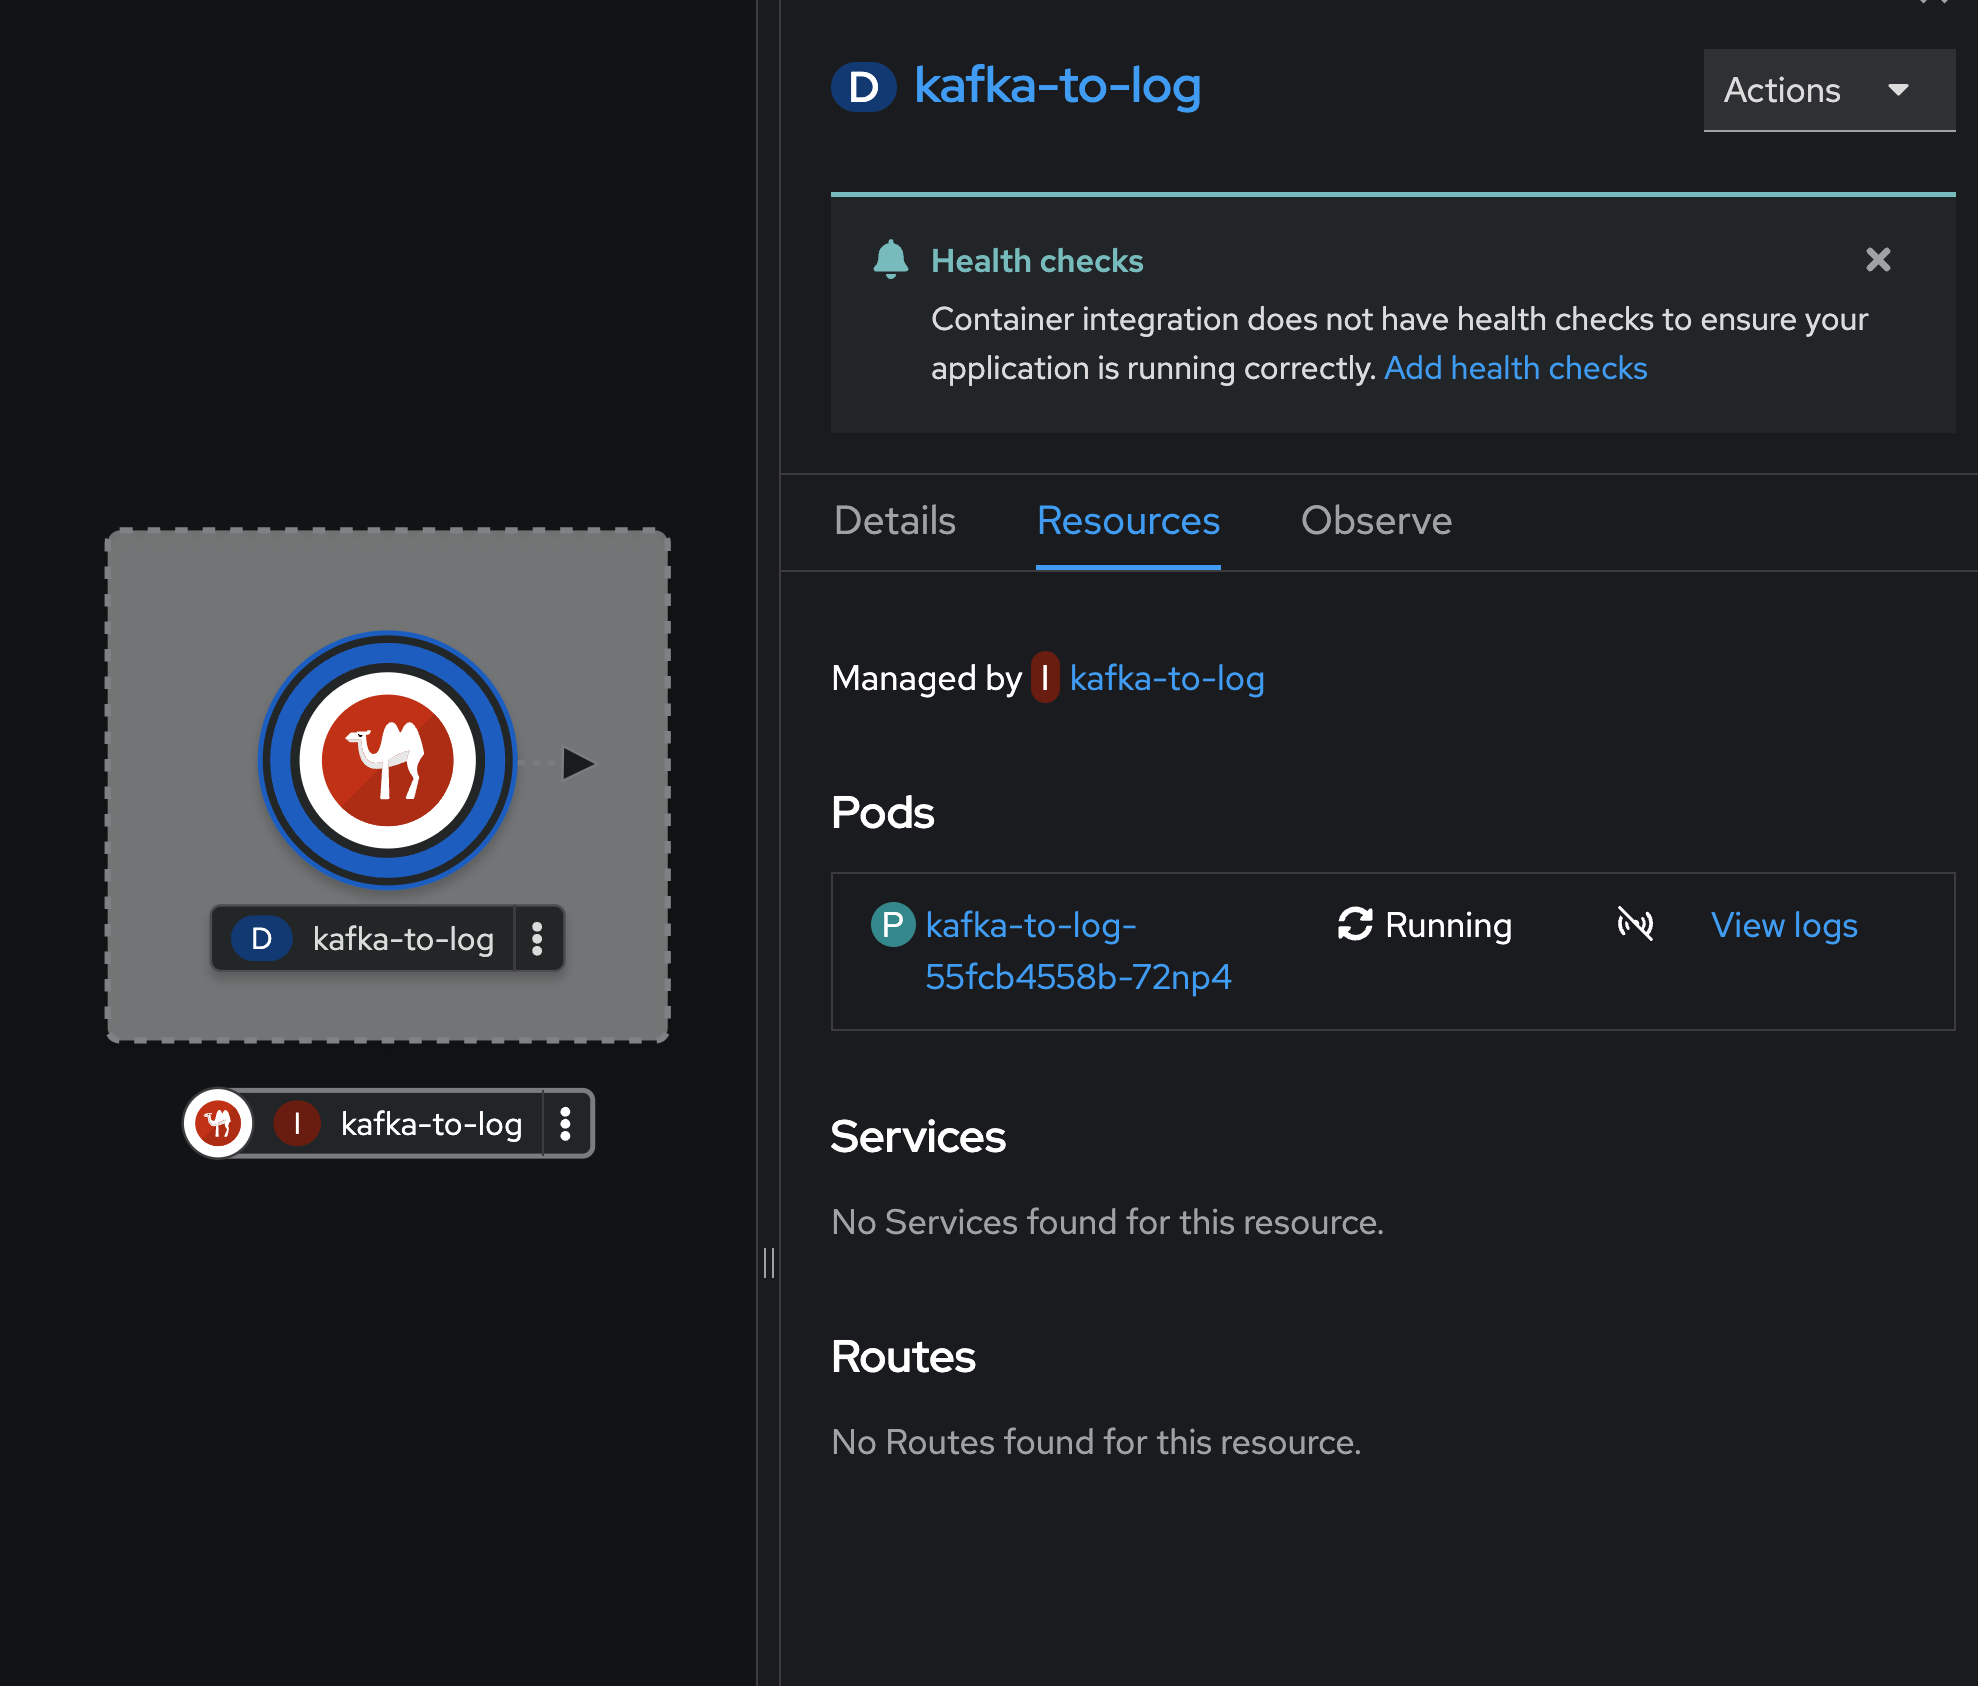 D kafka-to-log
I kafka-to-log
D kafka-to-log
Actions
Health checks
Container integration does not have health checks to ensure your
application is running correctly. Add health checks
Details Resources Observe
Managed by I kafka-to-log
Pods
P kafka-to-log- Running View logs
55fcb4558b-72np4
Services
No Services found for this resource.
Routes
No Routes found for this resource.